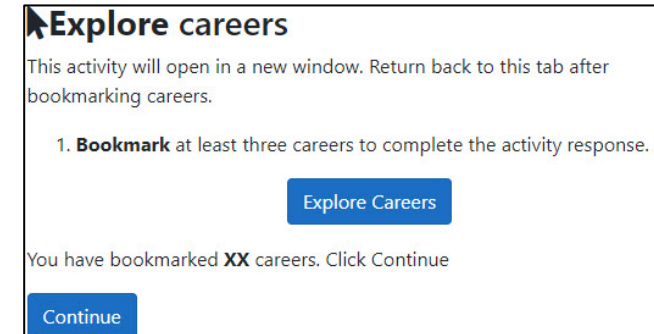 Explore careers
This activity will open in a new window. Return back to this tab after
bookmarking careers.
1. Bookmark at least three careers to complete the activity response.
Explore Careers
You have bookmarked XX careers. Click Continue
Continue